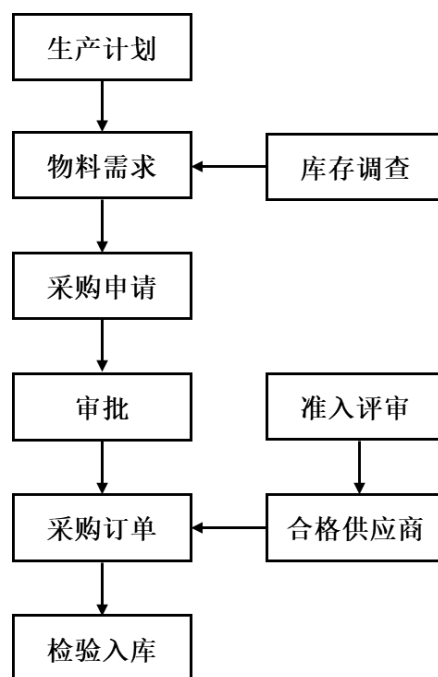 生产计划
物料需求
库存调查
采购申请
审批
准入评审
采购订单
合格供应商
检验入库